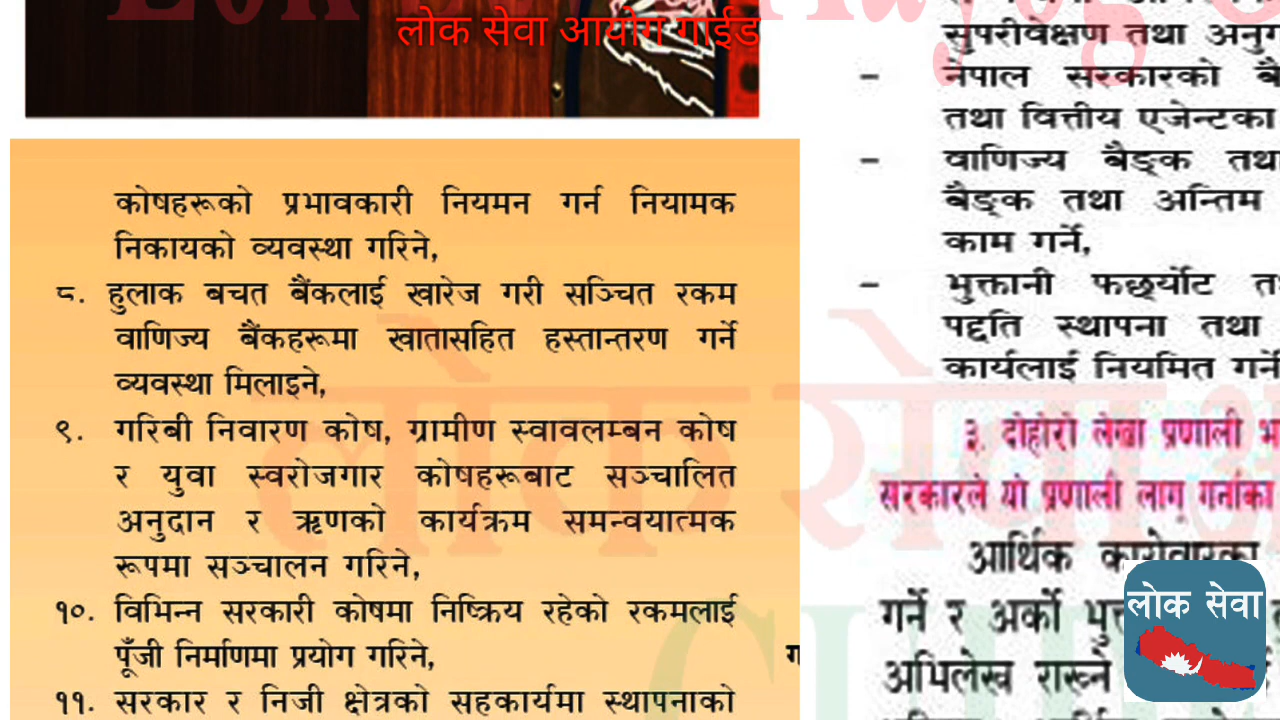 लोक सेवा आयोग गाईड
कोषहरूको प्रभावकारी नियमन गर्न नियामक
निकायको व्यवस्था गरिने,
८. हुलाक बचत बैंकलाई खारेज गरी सञ्चित रकम
वाणिज्य बैंकहरूमा खातासहित हस्तान्तरण गर्ने
व्यवस्था मिलाइने,
९. गरिबी निवारण कोष, ग्रामीण स्वावलम्बन कोष
र युवा स्वरोजगार कोषहरूबाट सञ्चालित
अनुदान र ऋणको कार्यक्रम समन्वयात्मक
रूपमा सञ्चालन गरिने,
१०. विभिन्न सरकारी कोषमा निष्क्रिय रहेको रकमलाई
पूँजी निर्माणमा प्रयोग गरिने,
११. सरकार र निजी क्षेत्रको सहकार्यमा स्थापनाको
सुपरीवेक्षण तथा
– नेपाल सरकारको
तथा वित्तीय एजेन्टका
– वाणिज्य बैङ्क तथा
बैङ्क तथा अन्तिम
काम गर्ने,
– भुक्तानी फछर्योट
पद्दति स्थापना तथा
कार्यलाई नियमित गर्ने
३. दोहोरो लेखा प्रणाली
सरकारले यो प्रणाली लागू गर्नाका
आर्थिक कारोवारका
गर्ने र अर्को
अभिलेख राख्ने
लोक सेवा